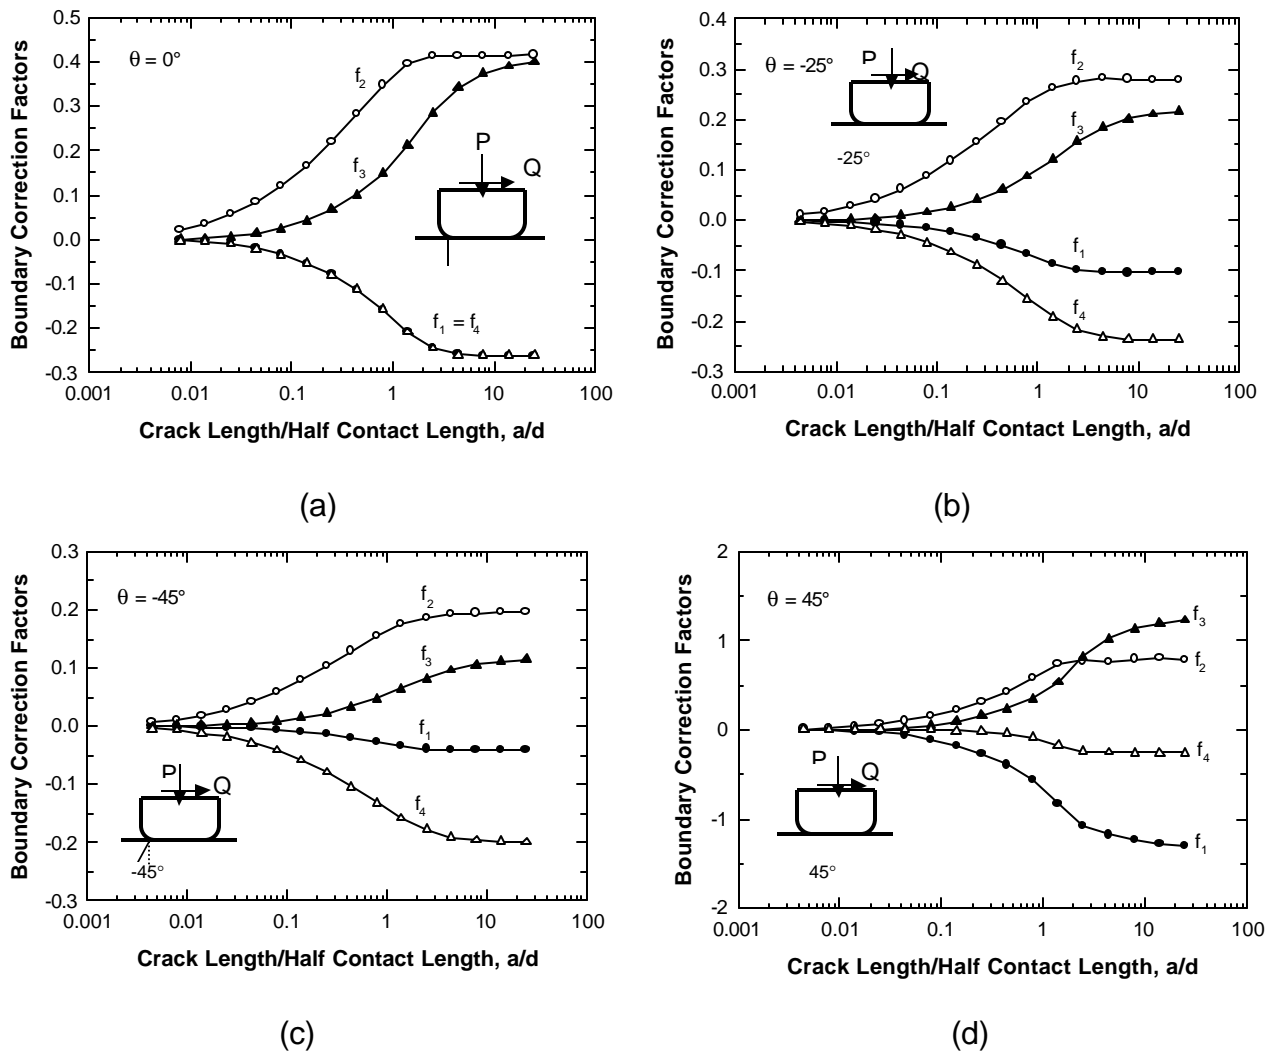 0.5
0.4
0.3
0.2
0.1
0.0
-0.1
-0.2
-0.3
Boundary Correction Factors
θ = 0°
f2
f3
f1 = f4
P
Q
0.001
0.01
0.1
1
10
100
Crack Length/Half Contact Length, a/d
(a)
0.4
0.3
0.2
0.1
0.0
-0.1
-0.2
-0.3
Boundary Correction Factors
θ = -25°
P
Q
-25°
f2
f3
f1
f4
0.001
0.01
0.1
1
10
100
Crack Length/Half Contact Length, a/d
(b)
0.3
0.2
0.1
0.0
-0.1
-0.2
-0.3
Boundary Correction Factors
θ = -45°
f2
f3
f1
f4
P
Q
-45°
0.001
0.01
0.1
1
10
100
Crack Length/Half Contact Length, a/d
(c)
2
1
0
-1
-2
Boundary Correction Factors
θ = 45°
f3
f2
f4
f1
P
Q
45°
0.001
0.01
0.1
1
10
100
Crack Length/Half Contact Length, a/d
(d)